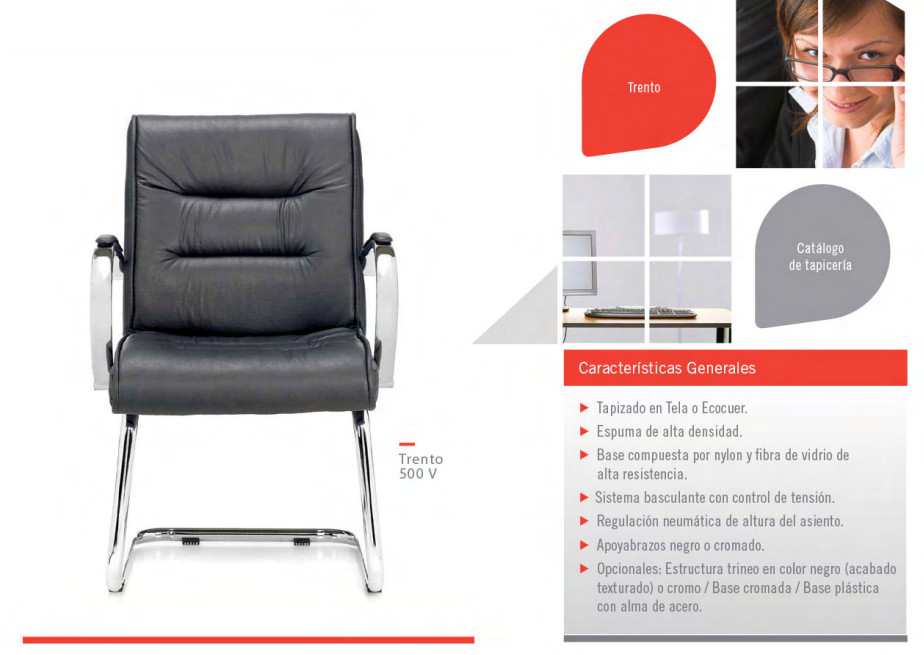 Trento
Catálogo
de tapicería
Características Generales
► Tapizado en Tela o Ecocuer.
► Espuma de alta densidad.
► Base compuesta por nylon y fibra de vidrio de
alta resistencia.
► Sistema basculante con control de tensión.
► Regulación neumática de altura del asiento.
► Apoyabrazos negro o cromado.
► Opcionales: Estructura trineo en color negro (acabado
texturado) o cromo / Base cromada / Base plástica
con alma de acero.
Trento
500 V